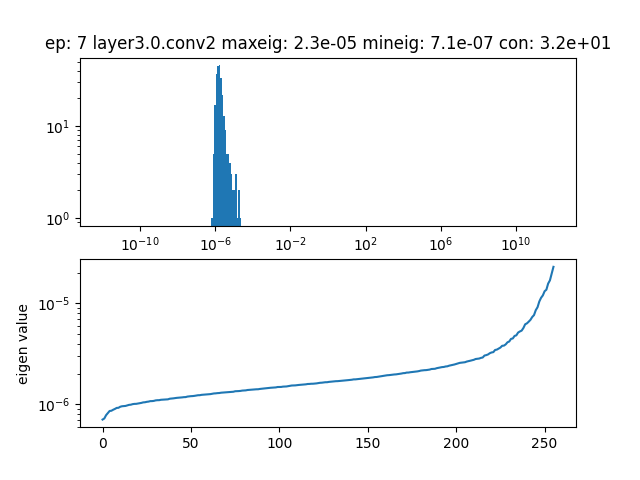 ep: 7 layer3.0.conv2 maxeig: 2.3e-05 mineig: 7.1e-07 con: 3.2e+01
10¹
10⁰
10⁻¹⁰ 10⁻⁶ 10⁻² 10² 10⁶ 10¹⁰
eigen value
10⁻⁵
10⁻⁶
0 50 100 150 200 250